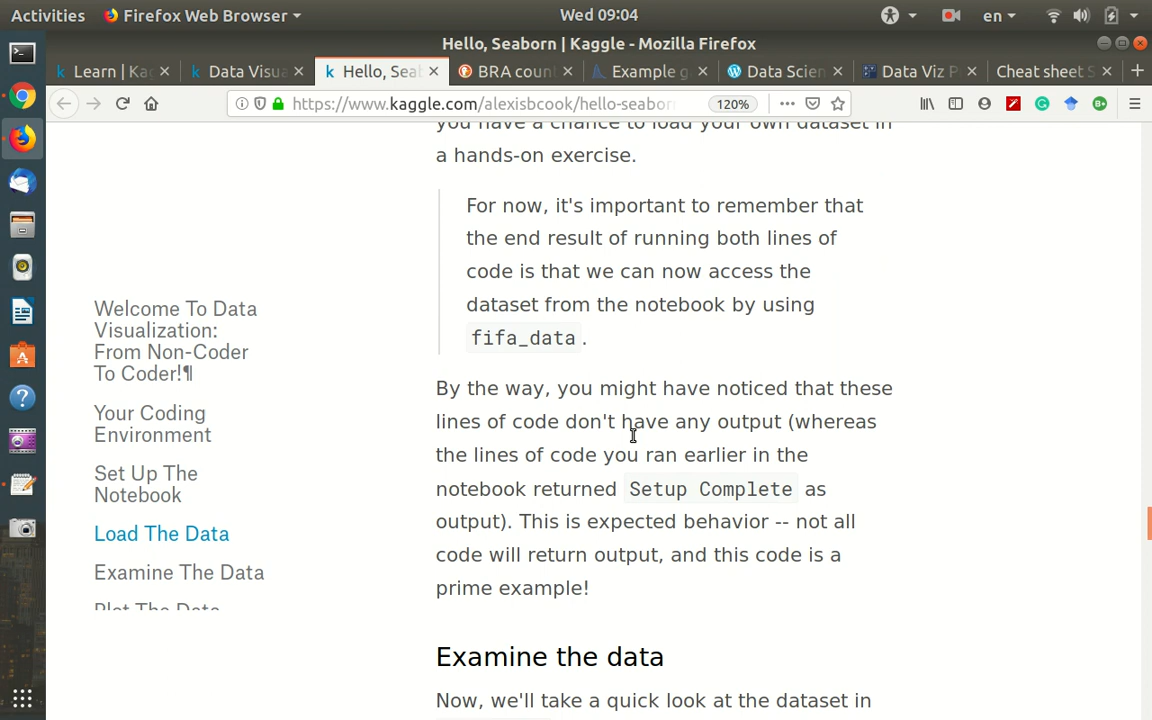 Activities Firefox Web Browser Wed 09:04 en
Hello, Seaborn | Kaggle - Mozilla Firefox
Learn | Ka Data Visua Hello, Sea BRA coun Example g Data Scien Data Viz P Cheat sheet S
https://www.kaggle.com/alexisbcook/hello-seabor 120%
you have a chance to load your own dataset in
a hands-on exercise.
For now, it's important to remember that
the end result of running both lines of
code is that we can now access the
dataset from the notebook by using
fifa_data.
By the way, you might have noticed that these
lines of code don't have any output (whereas
the lines of code you ran earlier in the
notebook returned Setup Complete as
output). This is expected behavior -- not all
code will return output, and this code is a
prime example!
Examine the data
Now, we'll take a quick look at the dataset in
Welcome To Data
Visualization:
From Non-Coder
To Coder!¶
Your Coding
Environment
Set Up The
Notebook
Load The Data
Examine The Data
Plot The Data